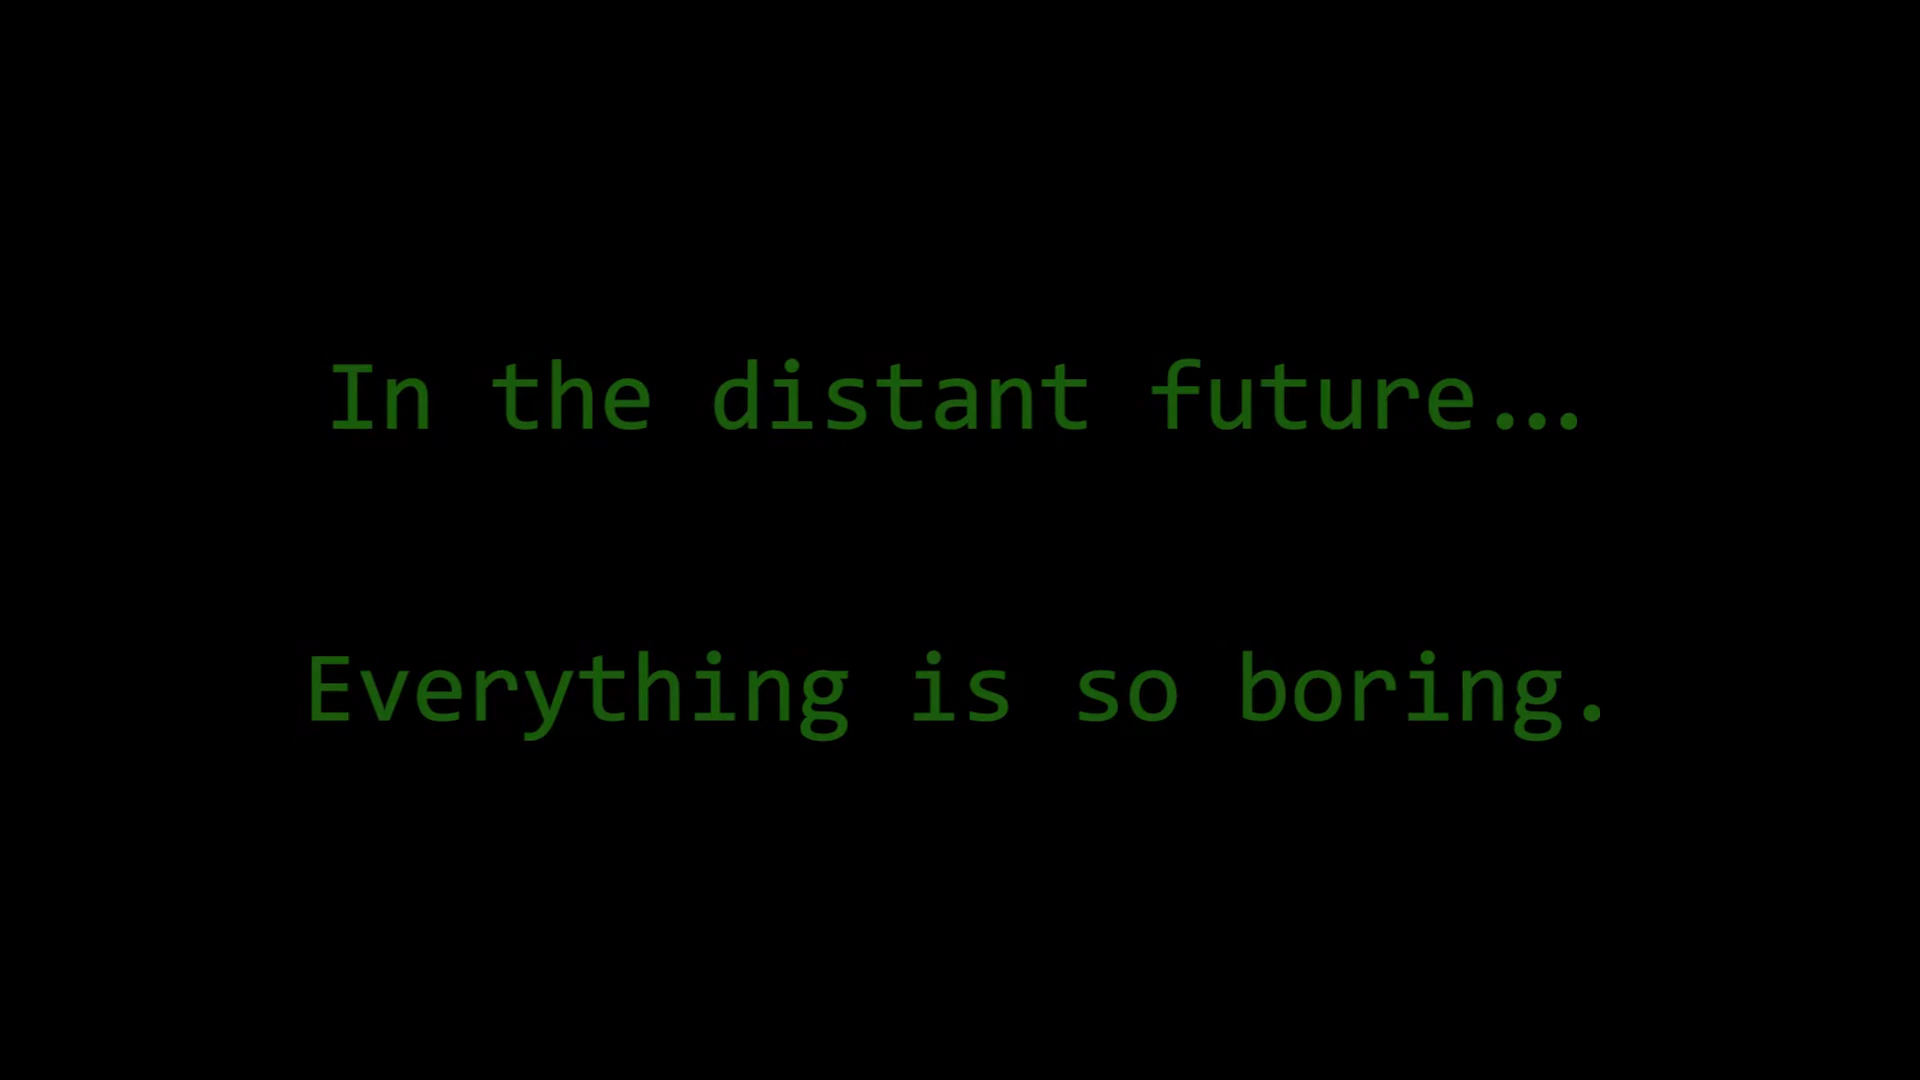 In the distant future…
Everything is so boring.